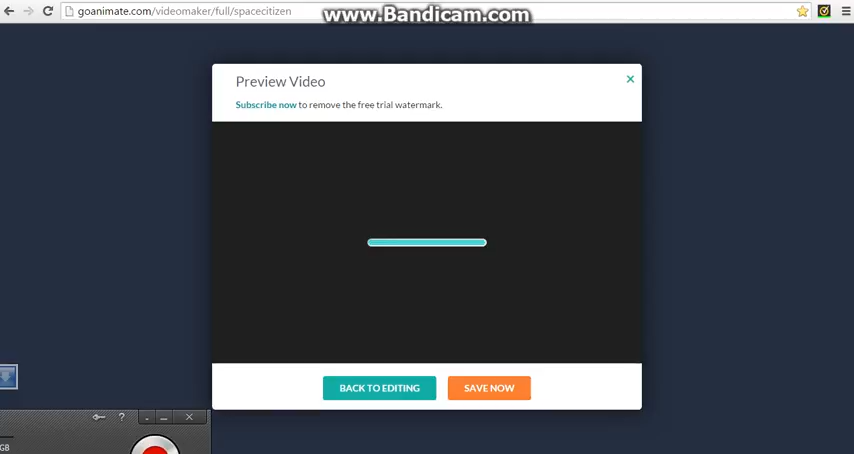 goanimate.com/videomaker/full/spacecitizen
www.Bandicam.com
Preview Video
Subscribe now to remove the free trial watermark.
BACK TO EDITING
SAVE NOW
?
GB